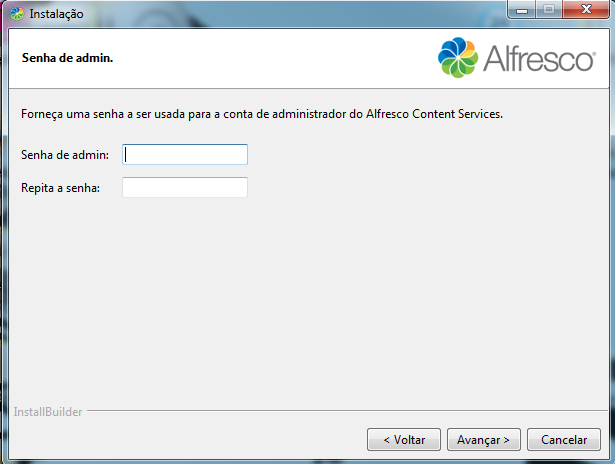 Instalação
Senha de admin.
Alfresco®
Forneça uma senha a ser usada para a conta de administrador do Alfresco Content Services.
Senha de admin:
Repita a senha:
InstallBuilder
< Voltar
Avançar >
Cancelar